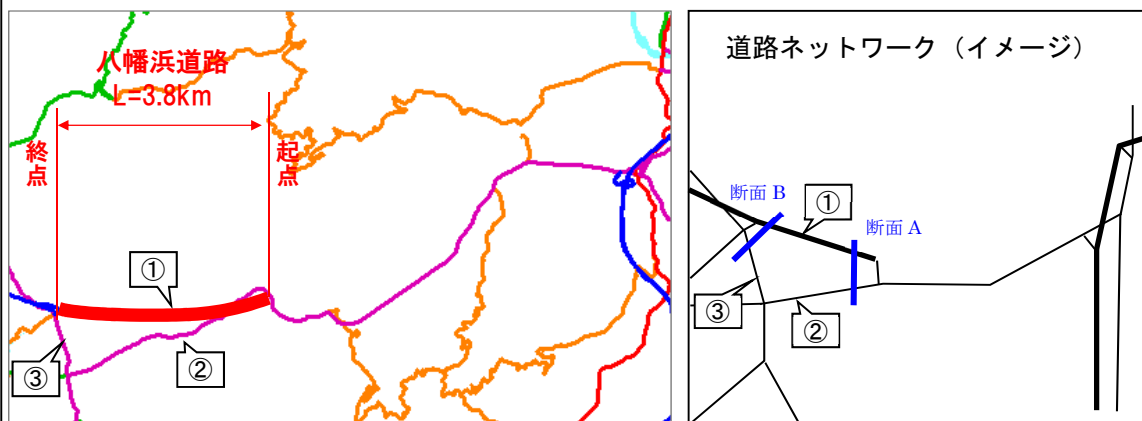 八幡浜道路
L=3.8km
終点
起点
①
②
③
道路ネットワーク（イメージ）
断面 B
①
断面 A
③
②